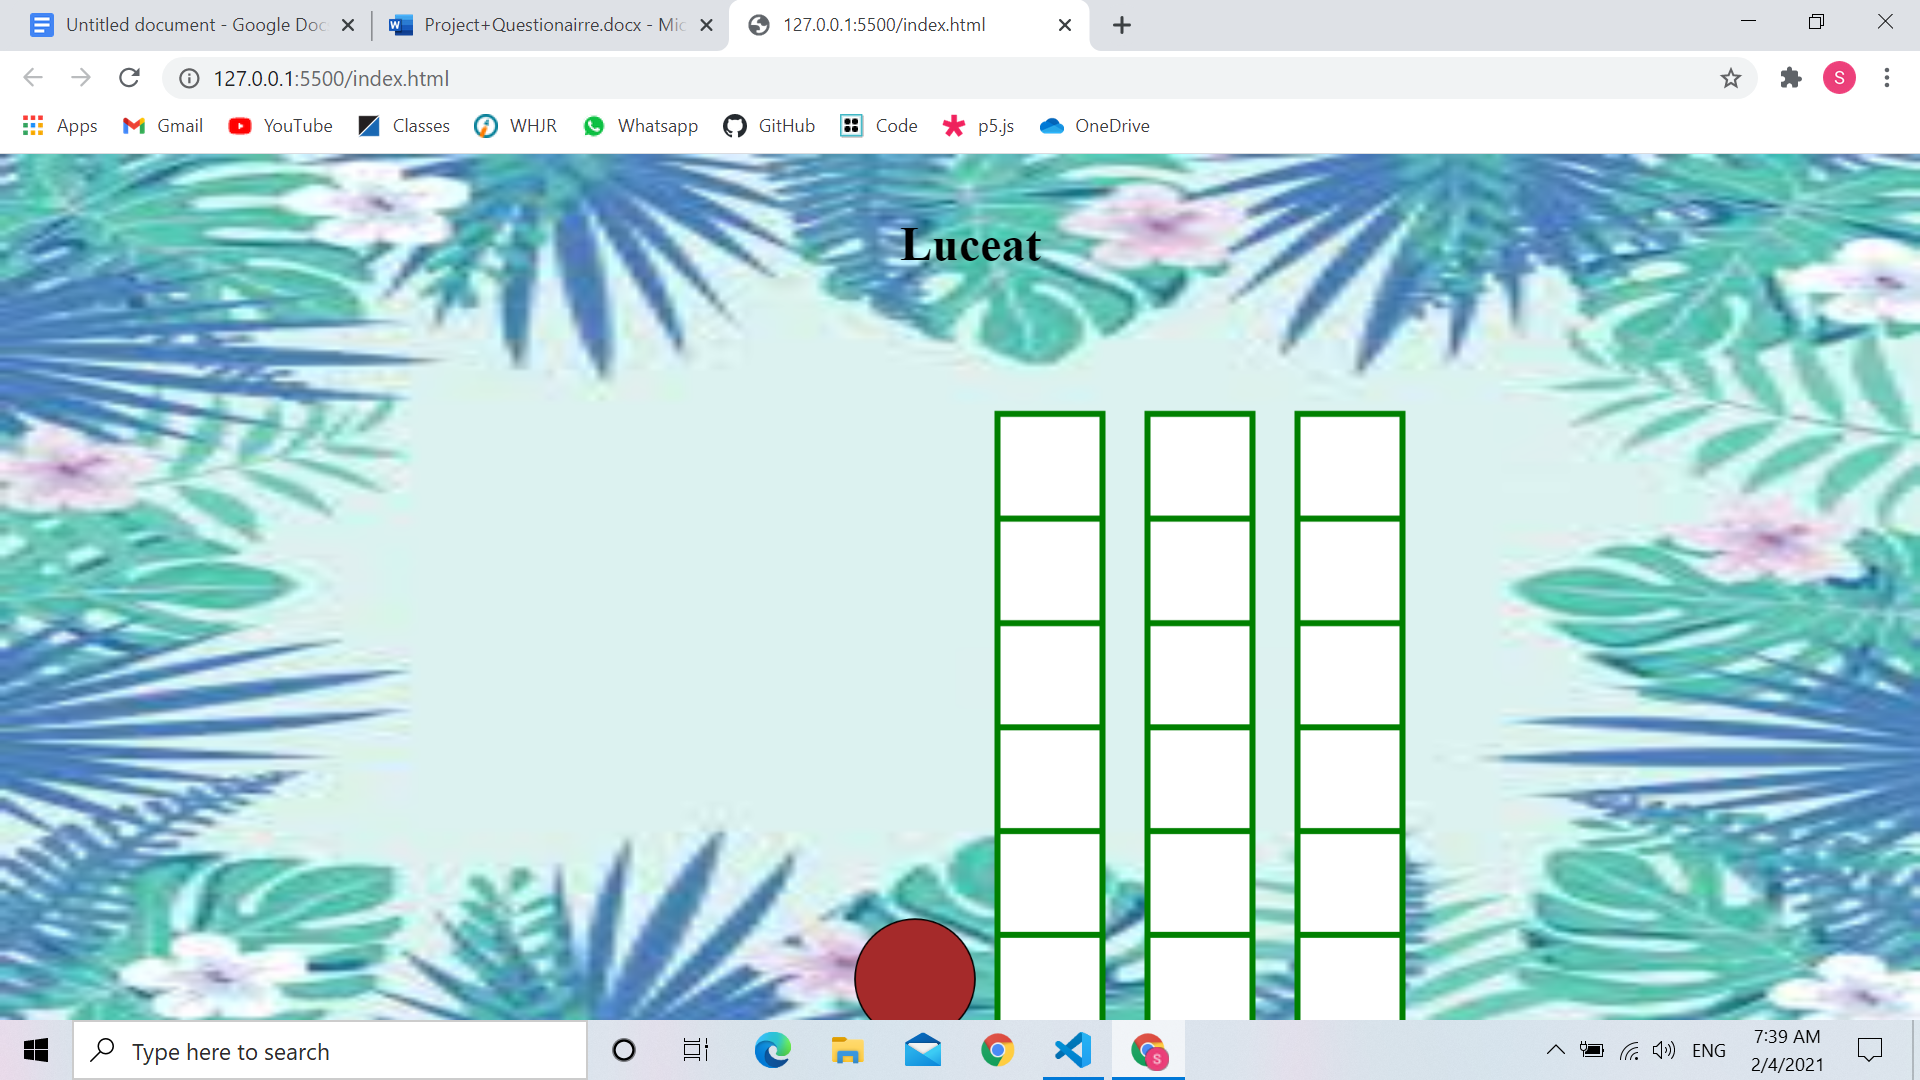 Untitled document - Google Doc
Project+Questionairre.docx - Mic
127.0.0.1:5500/index.html
127.0.0.1:5500/index.html
S
Apps
Gmail
YouTube
Classes
WHJR
Whatsapp
GitHub
Code
p5.js
OneDrive
Luceat
Type here to search
S
ENG
7:39 AM
2/4/2021